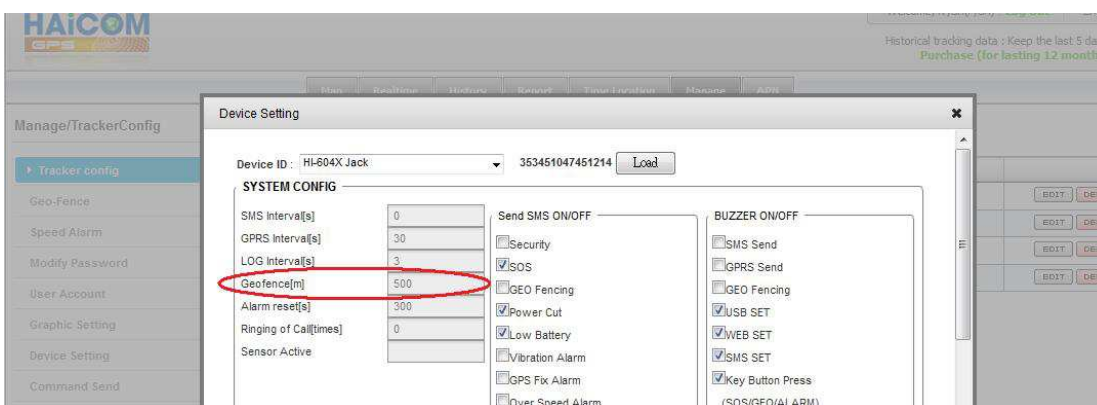 HAiCOM
GPS
Log out
Historical tracking data : Keep the last 5 da
Purchase (for lasting 12 month
Map Realtime History Report Time Location Manage APN
Manage/TrackerConfig
Tracker config
Geo-Fence
Speed Alarm
Modify Password
User Account
Graphic Setting
Device Setting
Command Send
Device Setting
Device ID : HI-604X Jack 353451047451214 Load
SYSTEM CONFIG
SMS Interval[s] 0
GPRS Interval[s] 30
LOG Interval[s] 3
Geofence[m] 500
Alarm reset[s] 300
Ringing of Call[times] 0
Sensor Active
Send SMS ON/OFF
Security
SOS
GEO Fencing
Power Cut
Low Battery
Vibration Alarm
GPS Fix Alarm
Over Speed Alarm
BUZZER ON/OFF
SMS Send
GPRS Send
GEO Fencing
USB SET
WEB SET
SMS SET
Key Button Press
(SOS/GEO/ALARM)
EDIT DE
EDIT DE
EDIT DE
EDIT DE